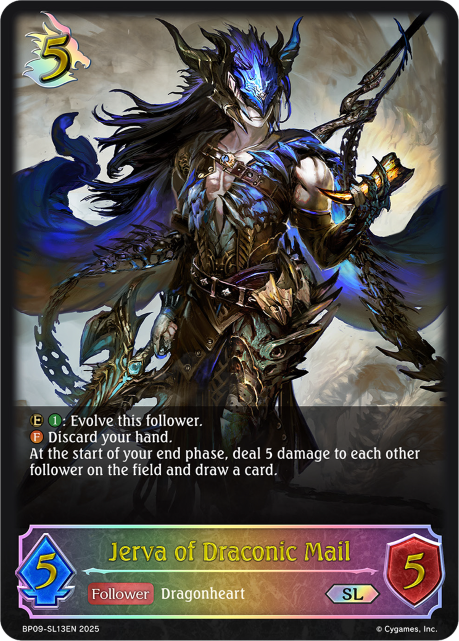 5
E 1 : Evolve this follower.
F Discard your hand.
At the start of your end phase, deal 5 damage to each other
follower on the field and draw a card.
Jerva of Draconic Mail
5
Follower Dragonheart
SL
5
BP09-SL13EN 2025
© Cygames, Inc.